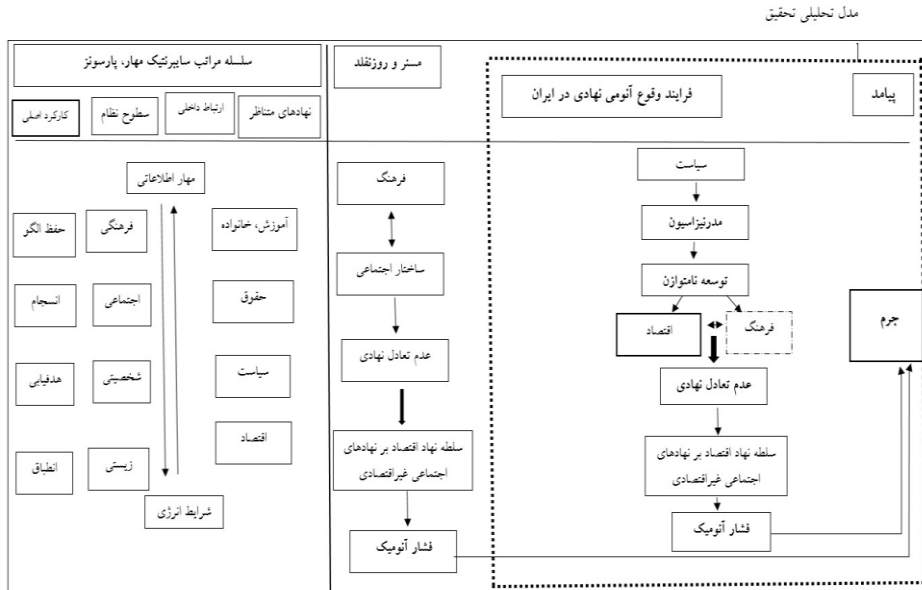 مدل تحلیلی تحقیق
پیامد
فرایند وقوع آنومی نهادی در ایران
مسنر و روزنفلد
سلسله مراتب سایبرنتیک مهار، پارسونز
نهادهای متناظر
ارتباط داخلی
سطوح نظام
کارکرد اصلی
سیاست
مدرنیزاسیون
توسعه نامتوازن
فرهنگ
اقتصاد
عدم تعادل نهادی
سلطه نهاد اقتصاد بر نهادهای
اجتماعی غیراقتصادی
فشار آنومیک
جرم
فرهنگ
ساختار اجتماعی
عدم تعادل نهادی
سلطه نهاد اقتصاد بر نهادهای
اجتماعی غیراقتصادی
فشار آنومیک
مهار اطلاعاتی
آموزش، خانواده
فرهنگی
حفظ الگو
حقوق
اجتماعی
انسجام
سیاست
شخصیتی
هدفیابی
اقتصاد
زیستی
انطباق
شرایط انرژی